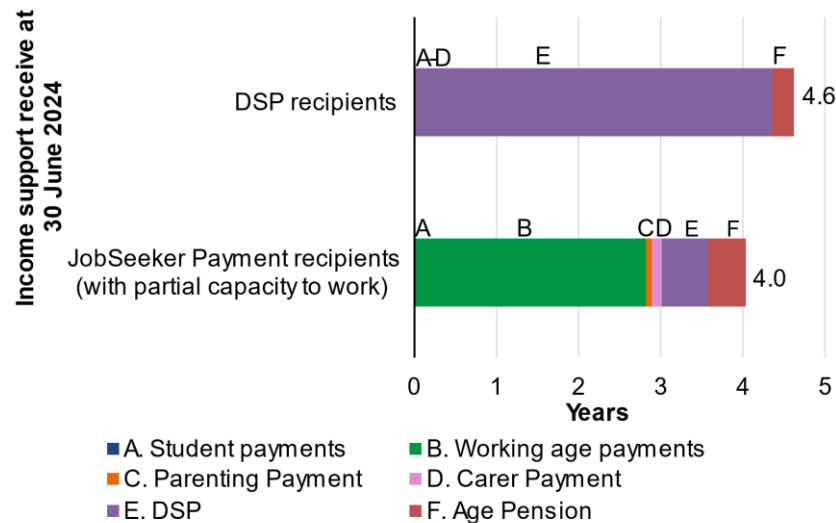 Income support receive at
30 June 2024
A-D E F
DSP recipients
4.6
A B C D E F
JobSeeker Payment recipients
(with partial capacity to work)
4.0
0 1 2 3 4 5
Years
A. Student payments
B. Working age payments
C. Parenting Payment
D. Carer Payment
E. DSP
F. Age Pension